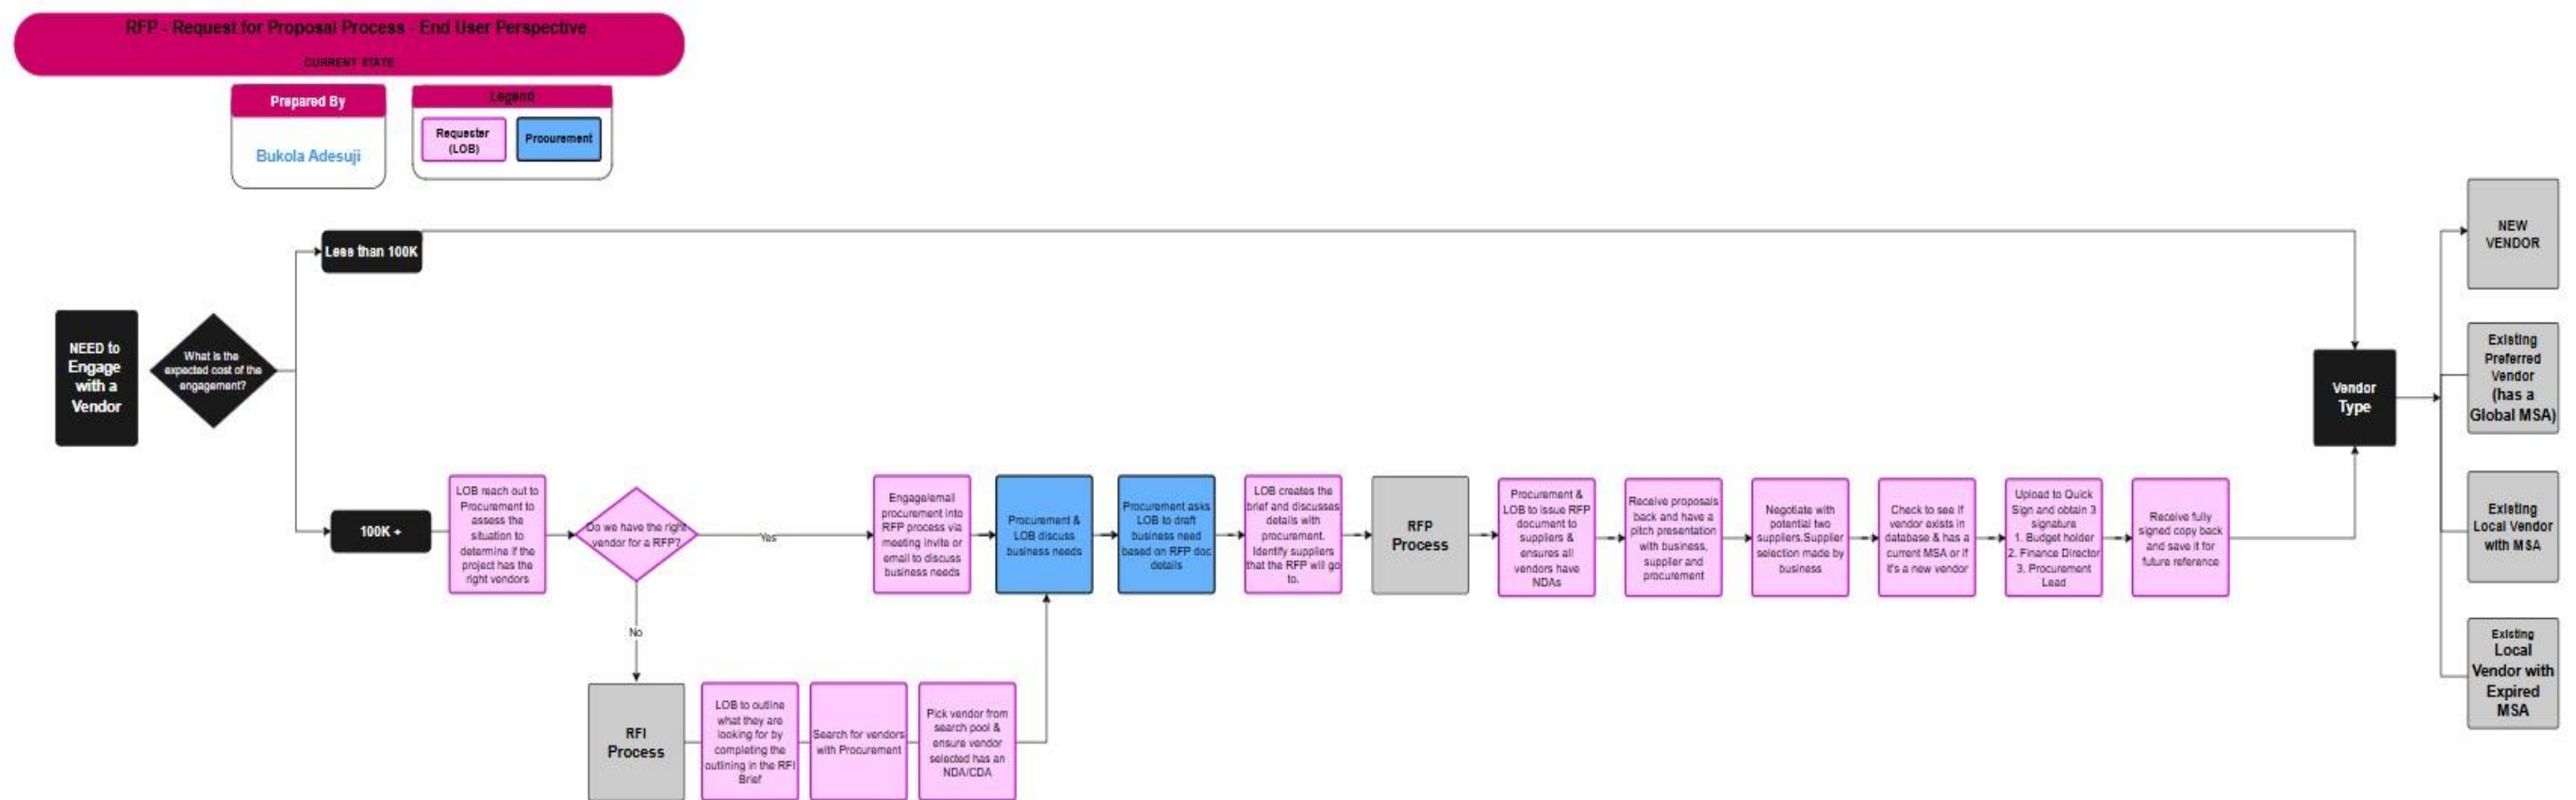 RFP - Request for Proposal Process - End User Perspective
CURRENT STATE
Prepared By
Bukola Adesuji
Legend
Requester
(LOB)
Procurement
NEED to
Engage
with a
Vendor
What is the
expected cost of the
engagement?
Less than 100K
100K +
LOB reach out to
Procurement to
assess the
situation to
determine if the
project has the
right vendors
Do we have the right
vendor for a RFP?
Yes
No
Engage/email
procurement into
RFP process via
meeting invite or
email to discuss
business needs
Procurement &
LOB discuss
business needs
Procurement asks
LOB to draft
business need
based on RFP doc
details
LOB creates the
brief and discusses
details with
procurement.
Identify suppliers
that the RFP will go
to.
RFP
Process
Procurement &
LOB to issue RFP
document to
suppliers &
ensures all
vendors have
NDAs
Receive proposals
back and have a
pitch presentation
with business,
supplier and
procurement
Negotiate with
potential two
suppliers.Supplier
selection made by
business
Check to see if
vendor exists in
database & has a
current MSA or if
it's a new vendor
Upload to Quick
Sign and obtain 3
signature
1. Budget holder
2. Finance Director
3. Procurement
Lead
Receive fully
signed copy back
and save it for
future reference
RFI
Process
LOB to outline
what they are
looking for by
completing the
outlining in the RFI
Brief
Search for vendors
with Procurement
Pick vendor from
search pool &
ensure vendor
selected has an
NDA/CDA
Vendor
Type
NEW
VENDOR
Existing
Preferred
Vendor
(has a
Global MSA)
Existing
Local Vendor
with MSA
Existing
Local
Vendor with
Expired
MSA